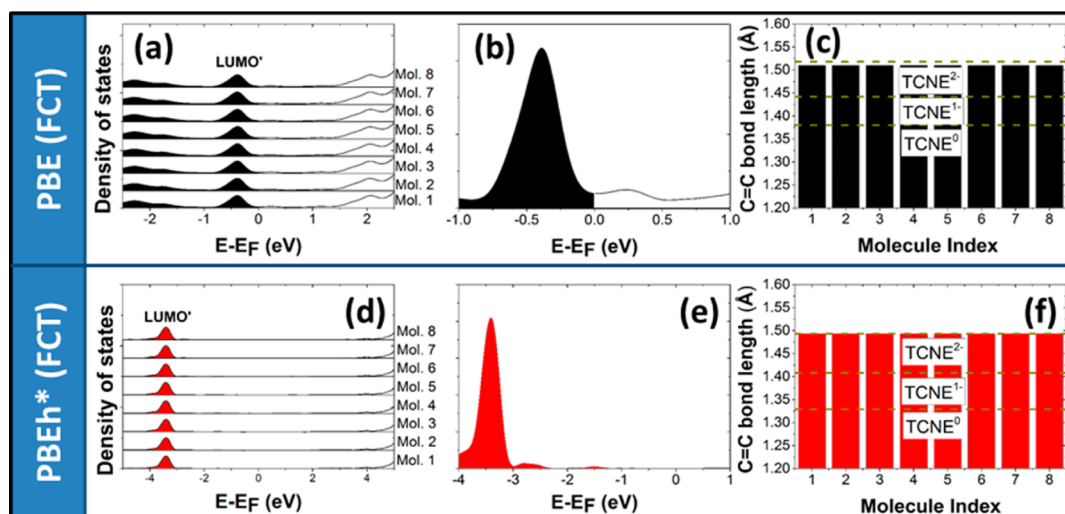 PBE (FCT)
(a)
Density of states
LUMO'
Mol. 8
Mol. 7
Mol. 6
Mol. 5
Mol. 4
Mol. 3
Mol. 2
Mol. 1
-2 -1 0 1 2
E-E_F (eV)
(b)
-1.0 -0.5 0.0 0.5 1.0
E-E_F (eV)
(c)
C=C bond length (Å)
1.60
1.55
1.50
1.45
1.40
1.35
1.30
1.25
1.20
TCNE²⁻
TCNE¹⁻
TCNE⁰
1 2 3 4 5 6 7 8
Molecule Index
PBEh* (FCT)
(d)
Density of states
LUMO'
Mol. 8
Mol. 7
Mol. 6
Mol. 5
Mol. 4
Mol. 3
Mol. 2
Mol. 1
-4 -2 0 2 4
E-E_F (eV)
(e)
-4 -3 -2 -1 0 1
E-E_F (eV)
(f)
C=C bond length (Å)
1.60
1.55
1.50
1.45
1.40
1.35
1.30
1.25
1.20
TCNE²⁻
TCNE¹⁻
TCNE⁰
1 2 3 4 5 6 7 8
Molecule Index